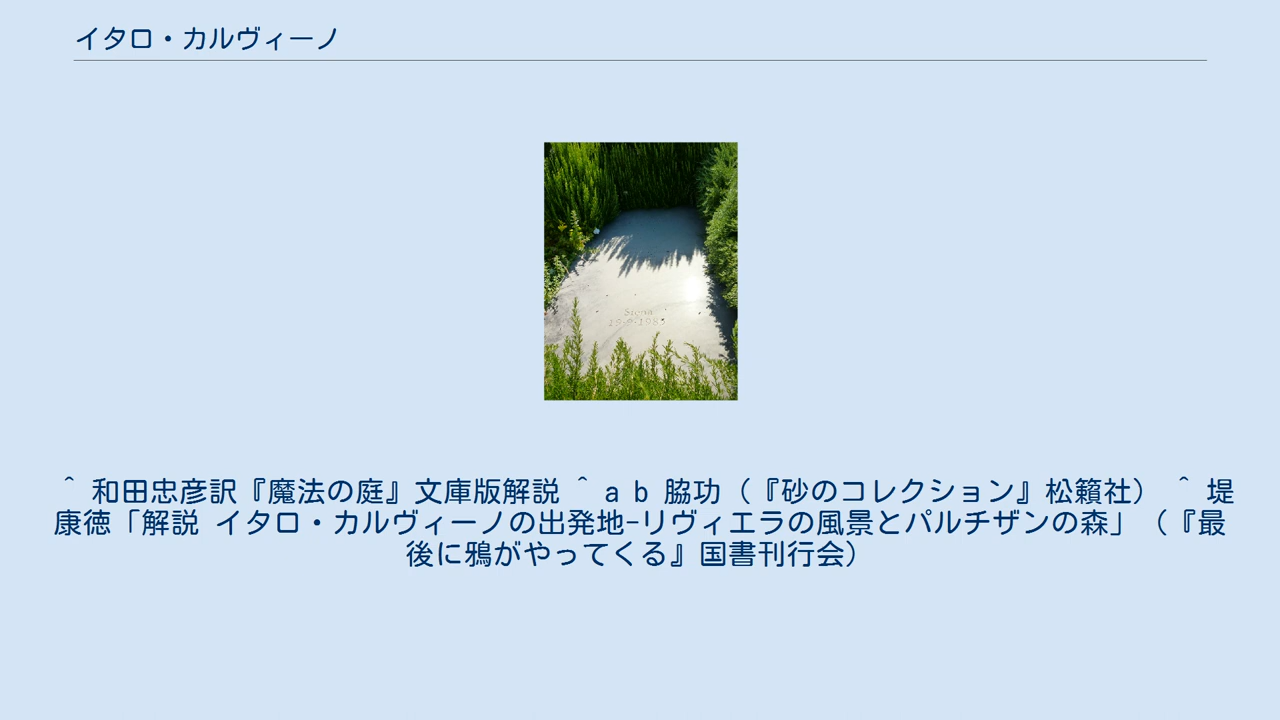 イタロ・カルヴィーノ
Siena
19·9·1985
＾ 和田忠彦訳『魔法の庭』文庫版解説 ＾ a b 脇功（『砂のコレクション』松籟社） ＾ 堤
康徳「解説 イタロ・カルヴィーノの出発地−リヴィエラの風景とパルチザンの森」（『最
後に鴉がやってくる』国書刊行会）